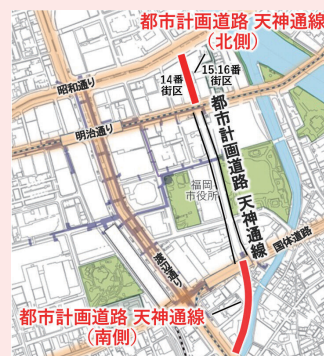 都市計画道路 天神通線
(北側)
昭和通り
14番
街区
15.16番
街区
明治通り
都市計画道路 天神通線
福岡
市役所
渡辺通り
国体道路
都市計画道路 天神通線
(南側)